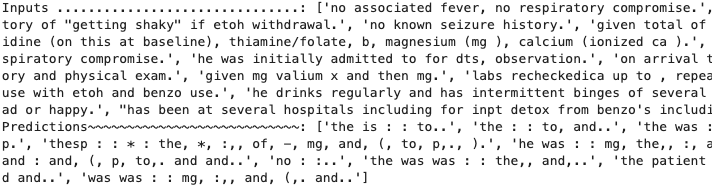 Inputs ...............................: ['no associated fever, no respiratory compromise.',
tory of "getting shaky" if etoh withdrawal.', 'no known seizure history.', 'given total of
idine (on this at baseline), thiamine/folate, b, magnesium (mg ), calcium (ionized ca ).',
spiratory compromise.', 'he was initially admitted to for dts, observation.', 'on arrival t
ory and physical exam.', 'given mg valium x and then mg.', 'labs recheckedica up to , repea
use with etoh and benzo use.', 'he drinks regularly and has intermittent binges of several
ad or happy.', "has been at several hospitals including for inpt detox from benzo's includi
Predictions~~~~~~~~~~~~~~~~~~~~~~~~~~~: ['the is : : to..', 'the : : to, and..', 'the was :
p.', 'thesp : : * : the, *, :,, of, –, mg, and, (, to, p,., ).', 'he was : : mg, the,, :, a
and : and, (, p, to,. and and..', 'no : :..', 'the was was : : the,, and,..', 'the patient
d and..', 'was was : : mg, :,, and, (,. and..']